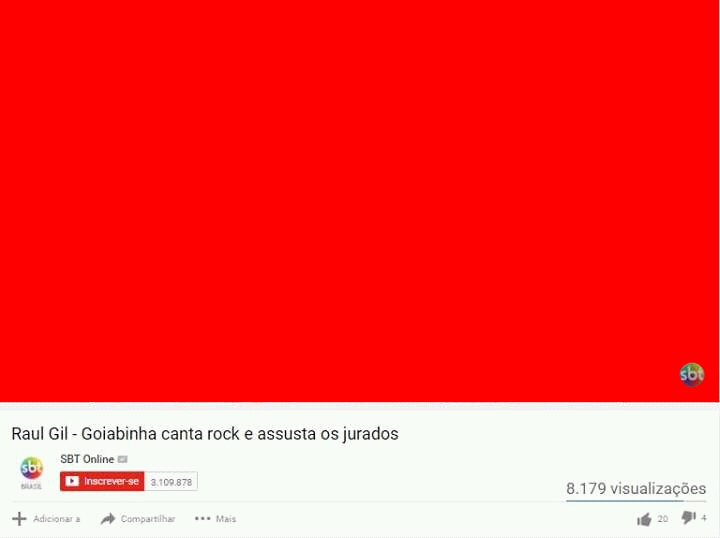 sbt
Raul Gil - Goiabinha canta rock e assusta os jurados
sbt
BRASIL
SBT Online
Inscrever-se 3.109.878
8.179 visualizações
Adicionar a Compartilhar Mais 20 4